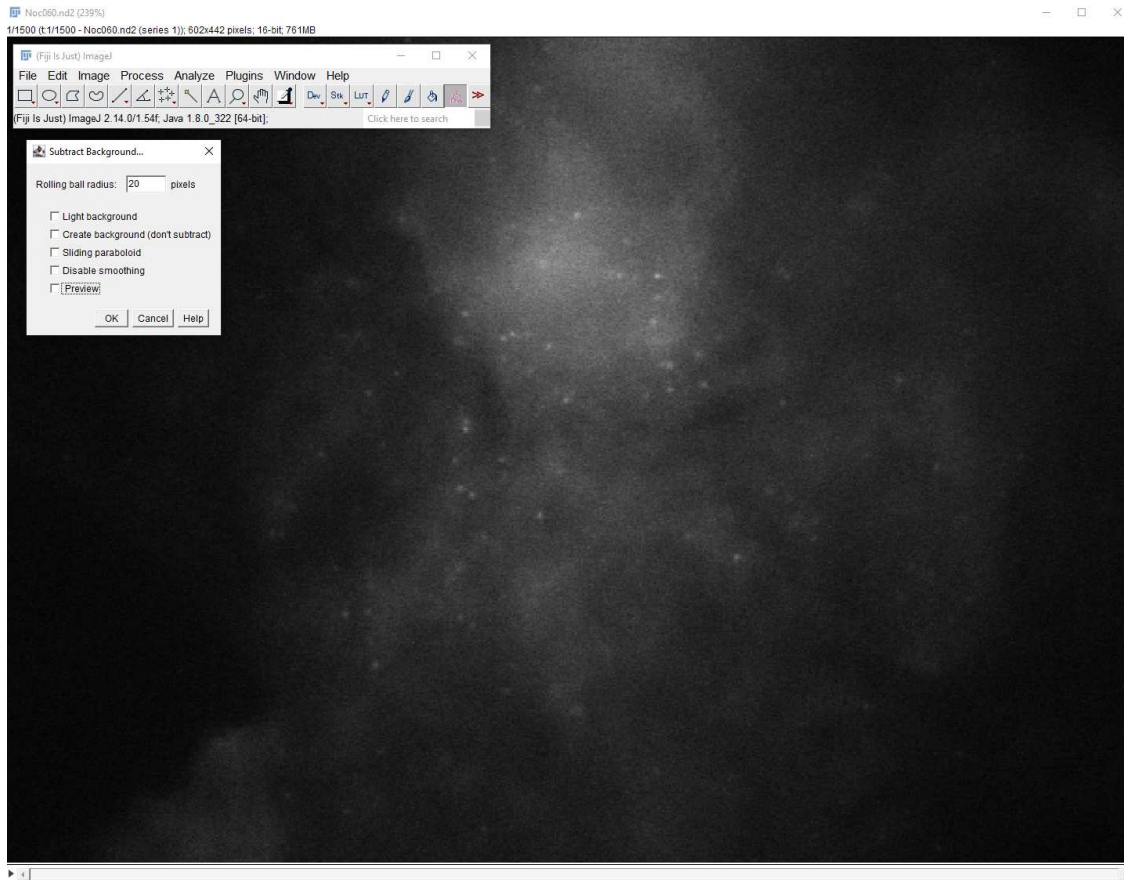 Noc060.nd2 (239%)
1/1500 (t:1/1500 - Noc060.nd2 (series 1)); 602x442 pixels; 16-bit; 761MB
(Fiji Is Just) ImageJ
File Edit Image Process Analyze Plugins Window Help
Dev Stk LUT
(Fiji Is Just) ImageJ 2.14.0/1.54f; Java 1.8.0_322 [64-bit];
Click here to search
Subtract Background...
Rolling ball radius: 20 pixels
Light background
Create background (don't subtract)
Sliding paraboloid
Disable smoothing
Preview
OK Cancel Help